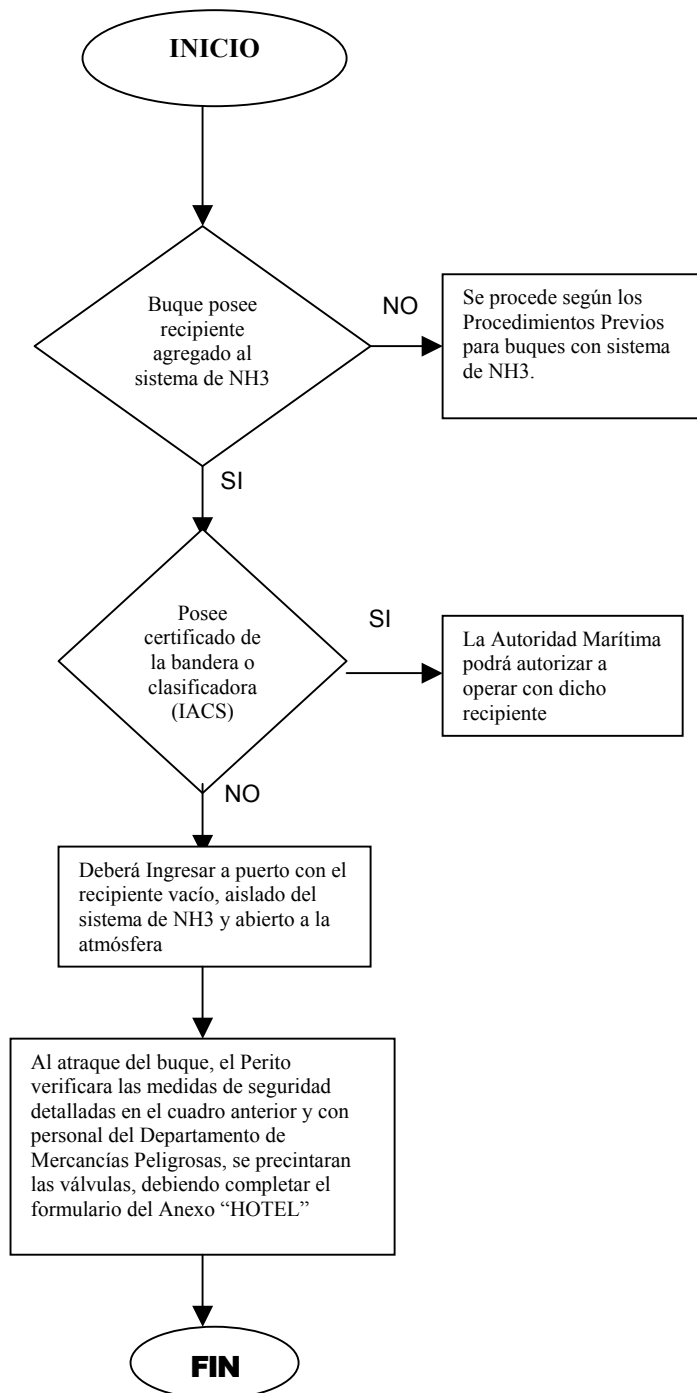 INICIO
Buque posee
recipiente
agregado al
sistema de NH3
NO
Se procede según los
Procedimientos Previos
para buques con sistema
de NH3.
SI
Posee
certificado de
la bandera o
clasificadora
(IACS)
SI
La Autoridad Marítima
podrá autorizar a
operar con dicho
recipiente
NO
Deberá Ingresar a puerto con el
recipiente vacío, aislado del
sistema de NH3 y abierto a la
atmósfera
Al atraque del buque, el Perito
verificara las medidas de seguridad
detalladas en el cuadro anterior y con
personal del Departamento de
Mercancías Peligrosas, se precintaran
las válvulas, debiendo completar el
formulario del Anexo “HOTEL”
FIN